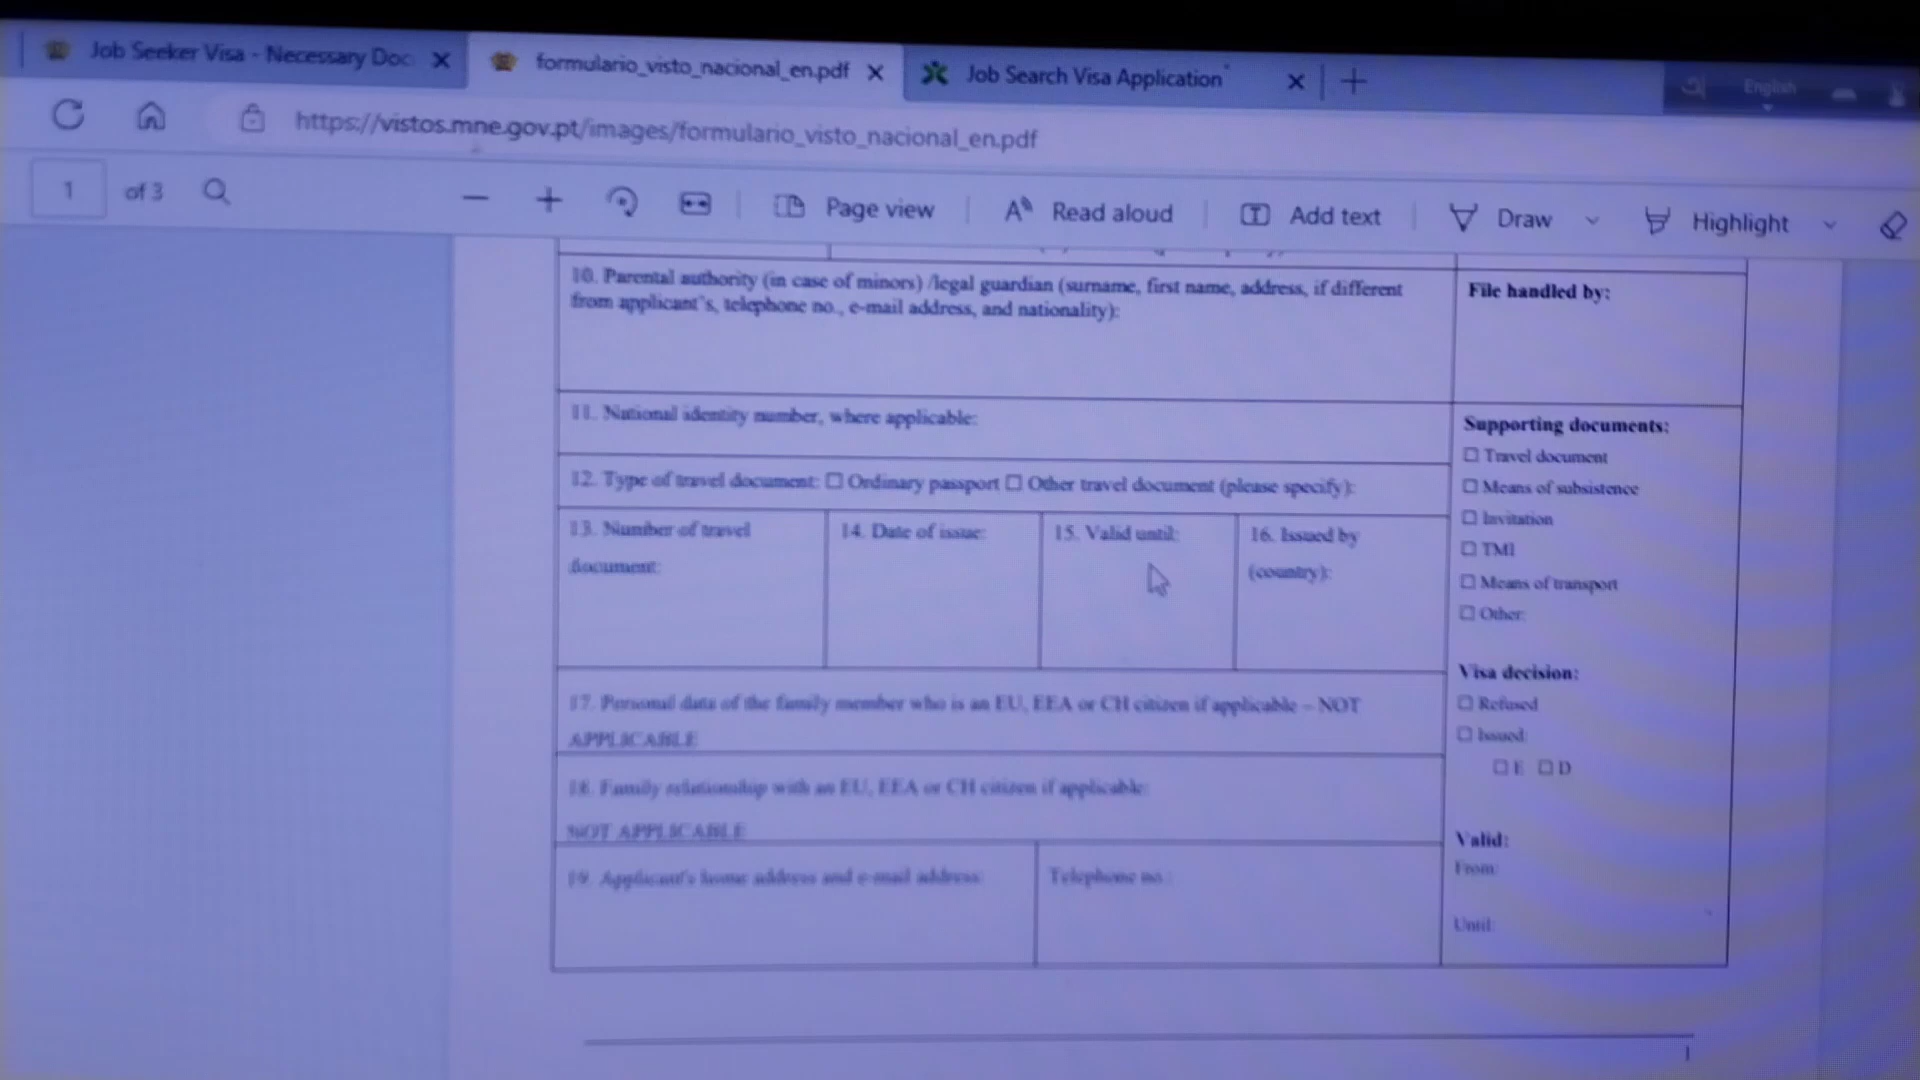 Job Seeker Visa - Necessary Doc
formulario_visto_nacional_en.pdf
Job Search Visa Application
English
https://vistos.mne.gov.pt/images/formulario_visto_nacional_en.pdf
1 of 3
Page view
Read aloud
Add text
Draw
Highlight
10. Parental authority (in case of minors) /legal guardian (surname, first name, address, if different
from applicant's, telephone no., e-mail address, and nationality):
File handled by:
11. National identity number, where applicable:
12. Type of travel document: ☐ Ordinary passport ☐ Other travel document (please specify):
13. Number of travel
document:
14. Date of issue:
15. Valid until:
16. Issued by
(country):
17. Personal data of the family member who is an EU, EEA or CH citizen if applicable – NOT
APPLICABLE
18. Family relationship with an EU, EEA or CH citizen if applicable:
NOT APPLICABLE
19. Applicant's home address and e-mail address:
Telephone no.:
Supporting documents:
☐ Travel document
☐ Means of subsistence
☐ Invitation
☐ TMI
☐ Means of transport
☐ Other:
Visa decision:
☐ Refused
☐ Issued:
☐ E ☐ D
Valid:
From:
Until:
1